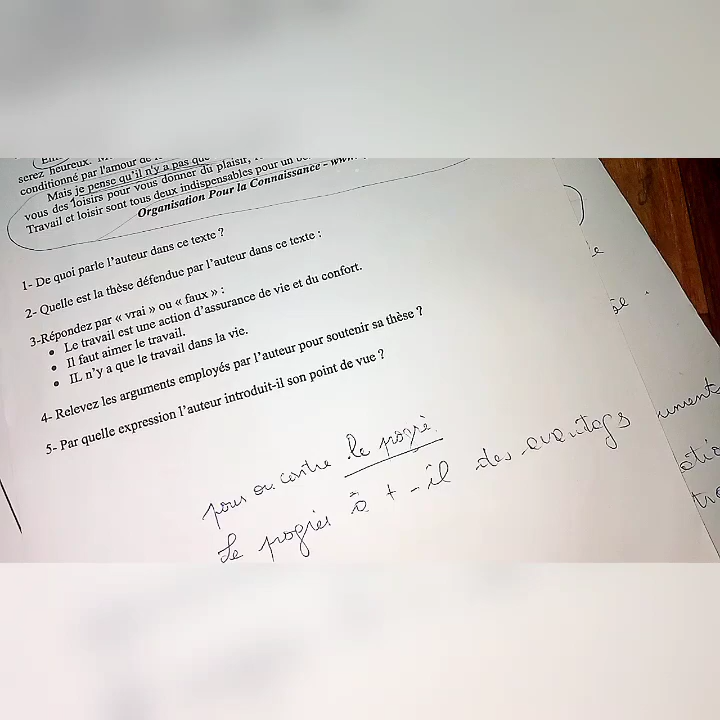 serez heureux.
conditionné par l'amour de
Mais je pense qu'il n'y a pas que
vous des loisirs pour vous donner du plaisir,
Travail et loisir sont tous deux indispensables pour un
Organisation Pour la Connaissance – www.
1- De quoi parle l'auteur dans ce texte ?
2- Quelle est la thèse défendue par l'auteur dans ce texte :
3-Répondez par « vrai » ou « faux » :
• Le travail est une action d'assurance de vie et du confort.
• Il faut aimer le travail.
• IL n'y a que le travail dans la vie.
4- Relevez les arguments employés par l'auteur pour soutenir sa thèse ?
5- Par quelle expression l'auteur introduit-il son point de vue ?
pour ou contre le progrè.
Le progrés à + - il des avantags